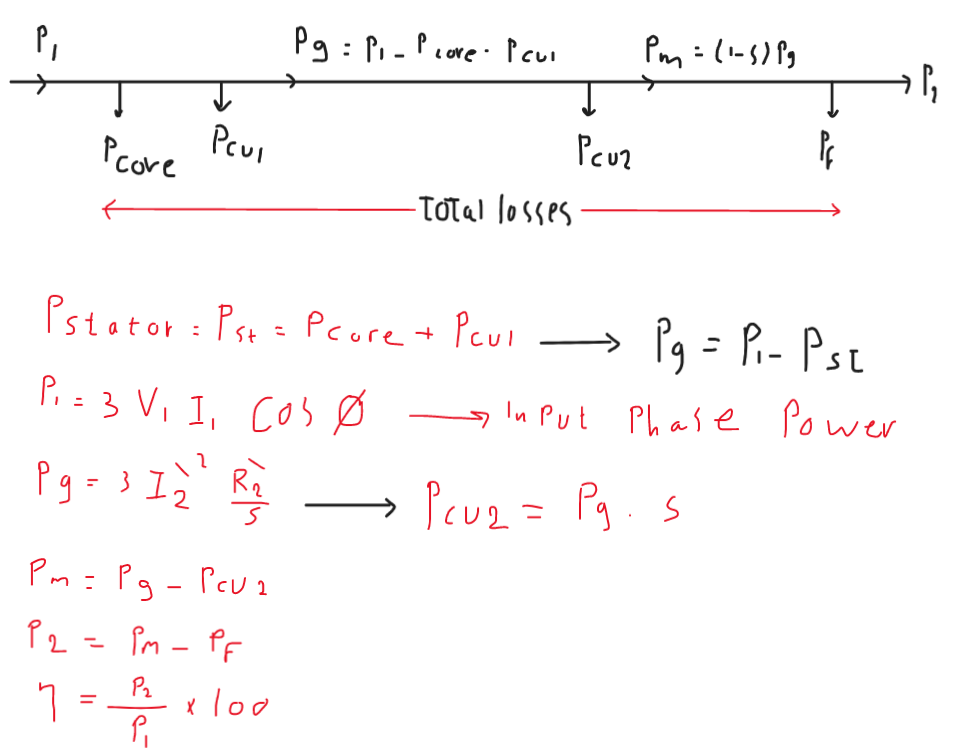 P₁ Pg = P₁ - Pcore - Pcu1 Pm = (1-s)Pg P₂
Pcore Pcu1 Pcu2 PF
Total losses
Pstator = Pst = Pcore + Pcu1 → Pg = P₁ - Pst
P₁ = 3 V₁ I₁ cos Ø → Input Phase Power
Pg = 3 I₂'² R₂'/s → Pcu2 = Pg . s
Pm = Pg - Pcu2
P₂ = Pm - PF
η = P₂/P₁ × 100